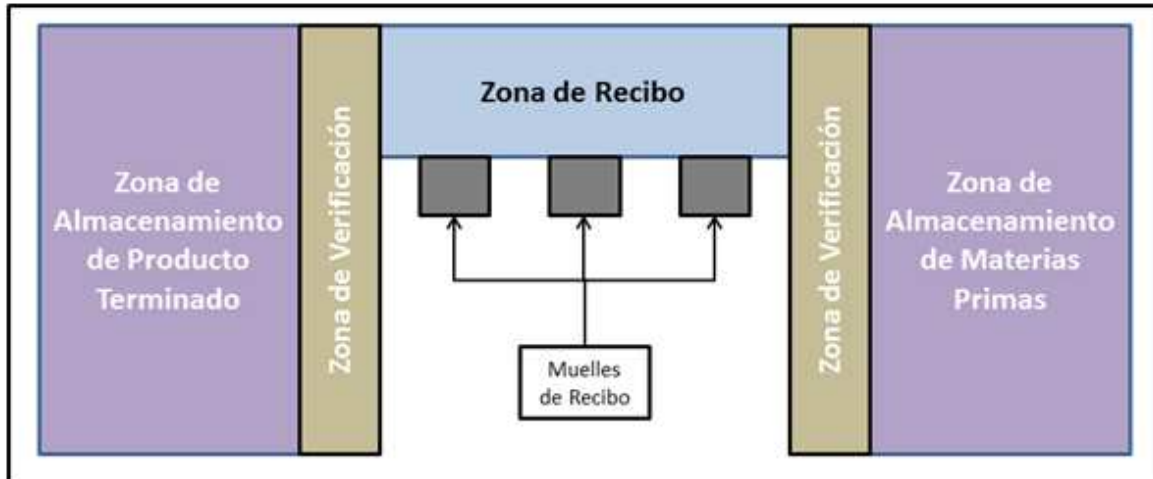 Zona de
Almacenamiento
de Producto
Terminado
Zona de Verificación
Zona de Recibo
Muelles
de Recibo
Zona de Verificación
Zona de
Almacenamiento
de Materias
Primas